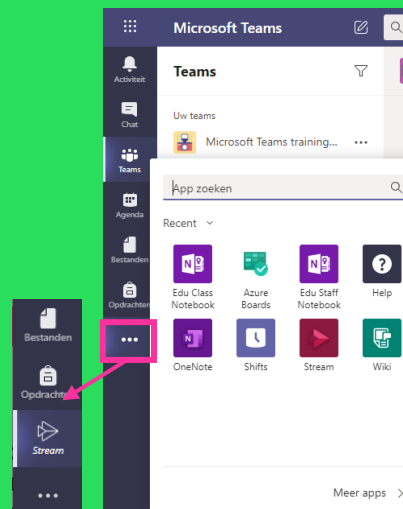 Microsoft Teams
Activiteit
Teams
Chat
Uw teams
Microsoft Teams training... •••
Teams
App zoeken
Agenda
Recent
Bestanden
Edu Class
Notebook
Azure
Boards
Edu Staff
Notebook
Help
Opdrachten
•••
OneNote
Shifts
Stream
Wiki
Meer apps
Bestanden
Opdrachte
Stream
•••